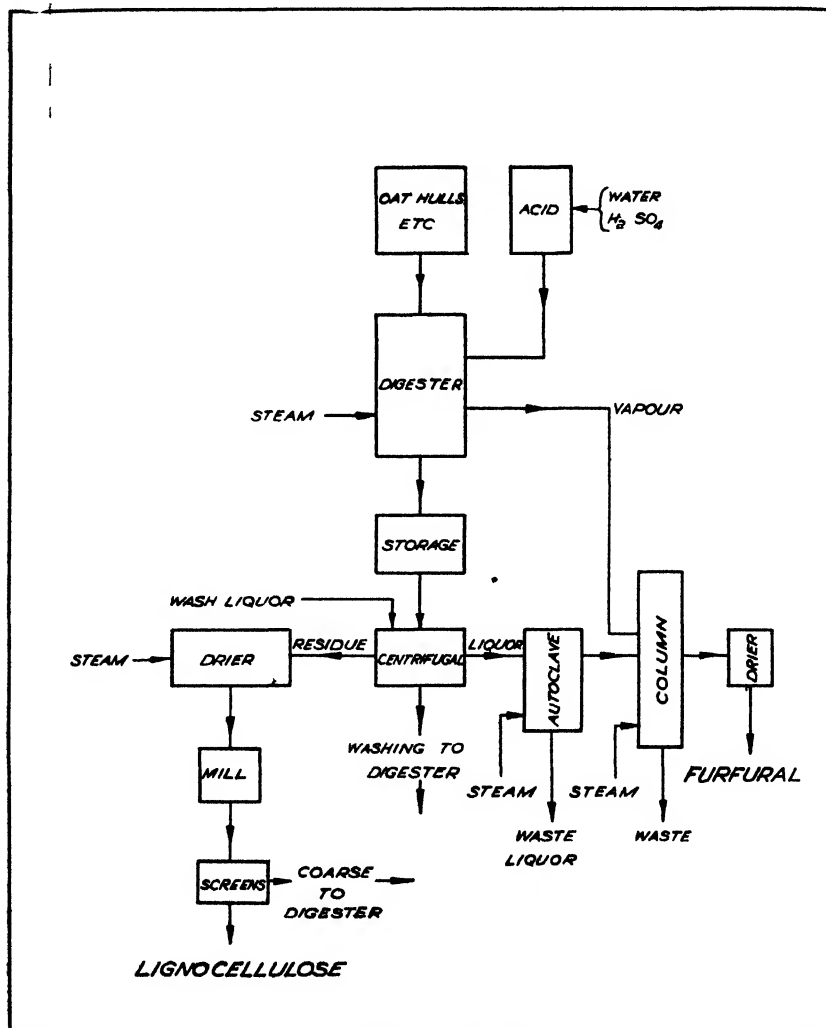 OAT HULLS
ETC
ACID
WATER
H₂ SO₄
DIGESTER
STEAM
VAPOUR
STORAGE
WASH LIQUOR
STEAM
DRIER
RESIDUE
CENTRIFUGAL
LIQUOR
AUTOCLAVE
COLUMN
DRIER
MILL
WASHING TO
DIGESTER
STEAM
STEAM
FURFURAL
WASTE
LIQUOR
WASTE
SCREENS
COARSE
TO
DIGESTER
LIGNOCELLULOSE